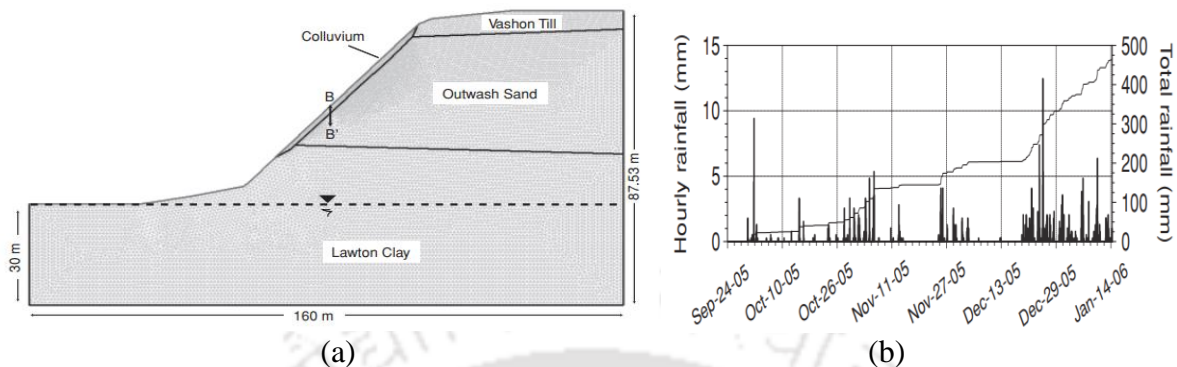 Vashon Till
Colluvium
Outwash Sand
B
B'
Lawton Clay
30 m
87.53 m
160 m
(a)
Hourly rainfall (mm)
15
10
5
0
Total rainfall (mm)
500
400
300
200
100
0
Sep-24-05
Oct-10-05
Oct-26-05
Nov-11-05
Nov-27-05
Dec-13-05
Dec-29-05
Jan-14-06
(b)